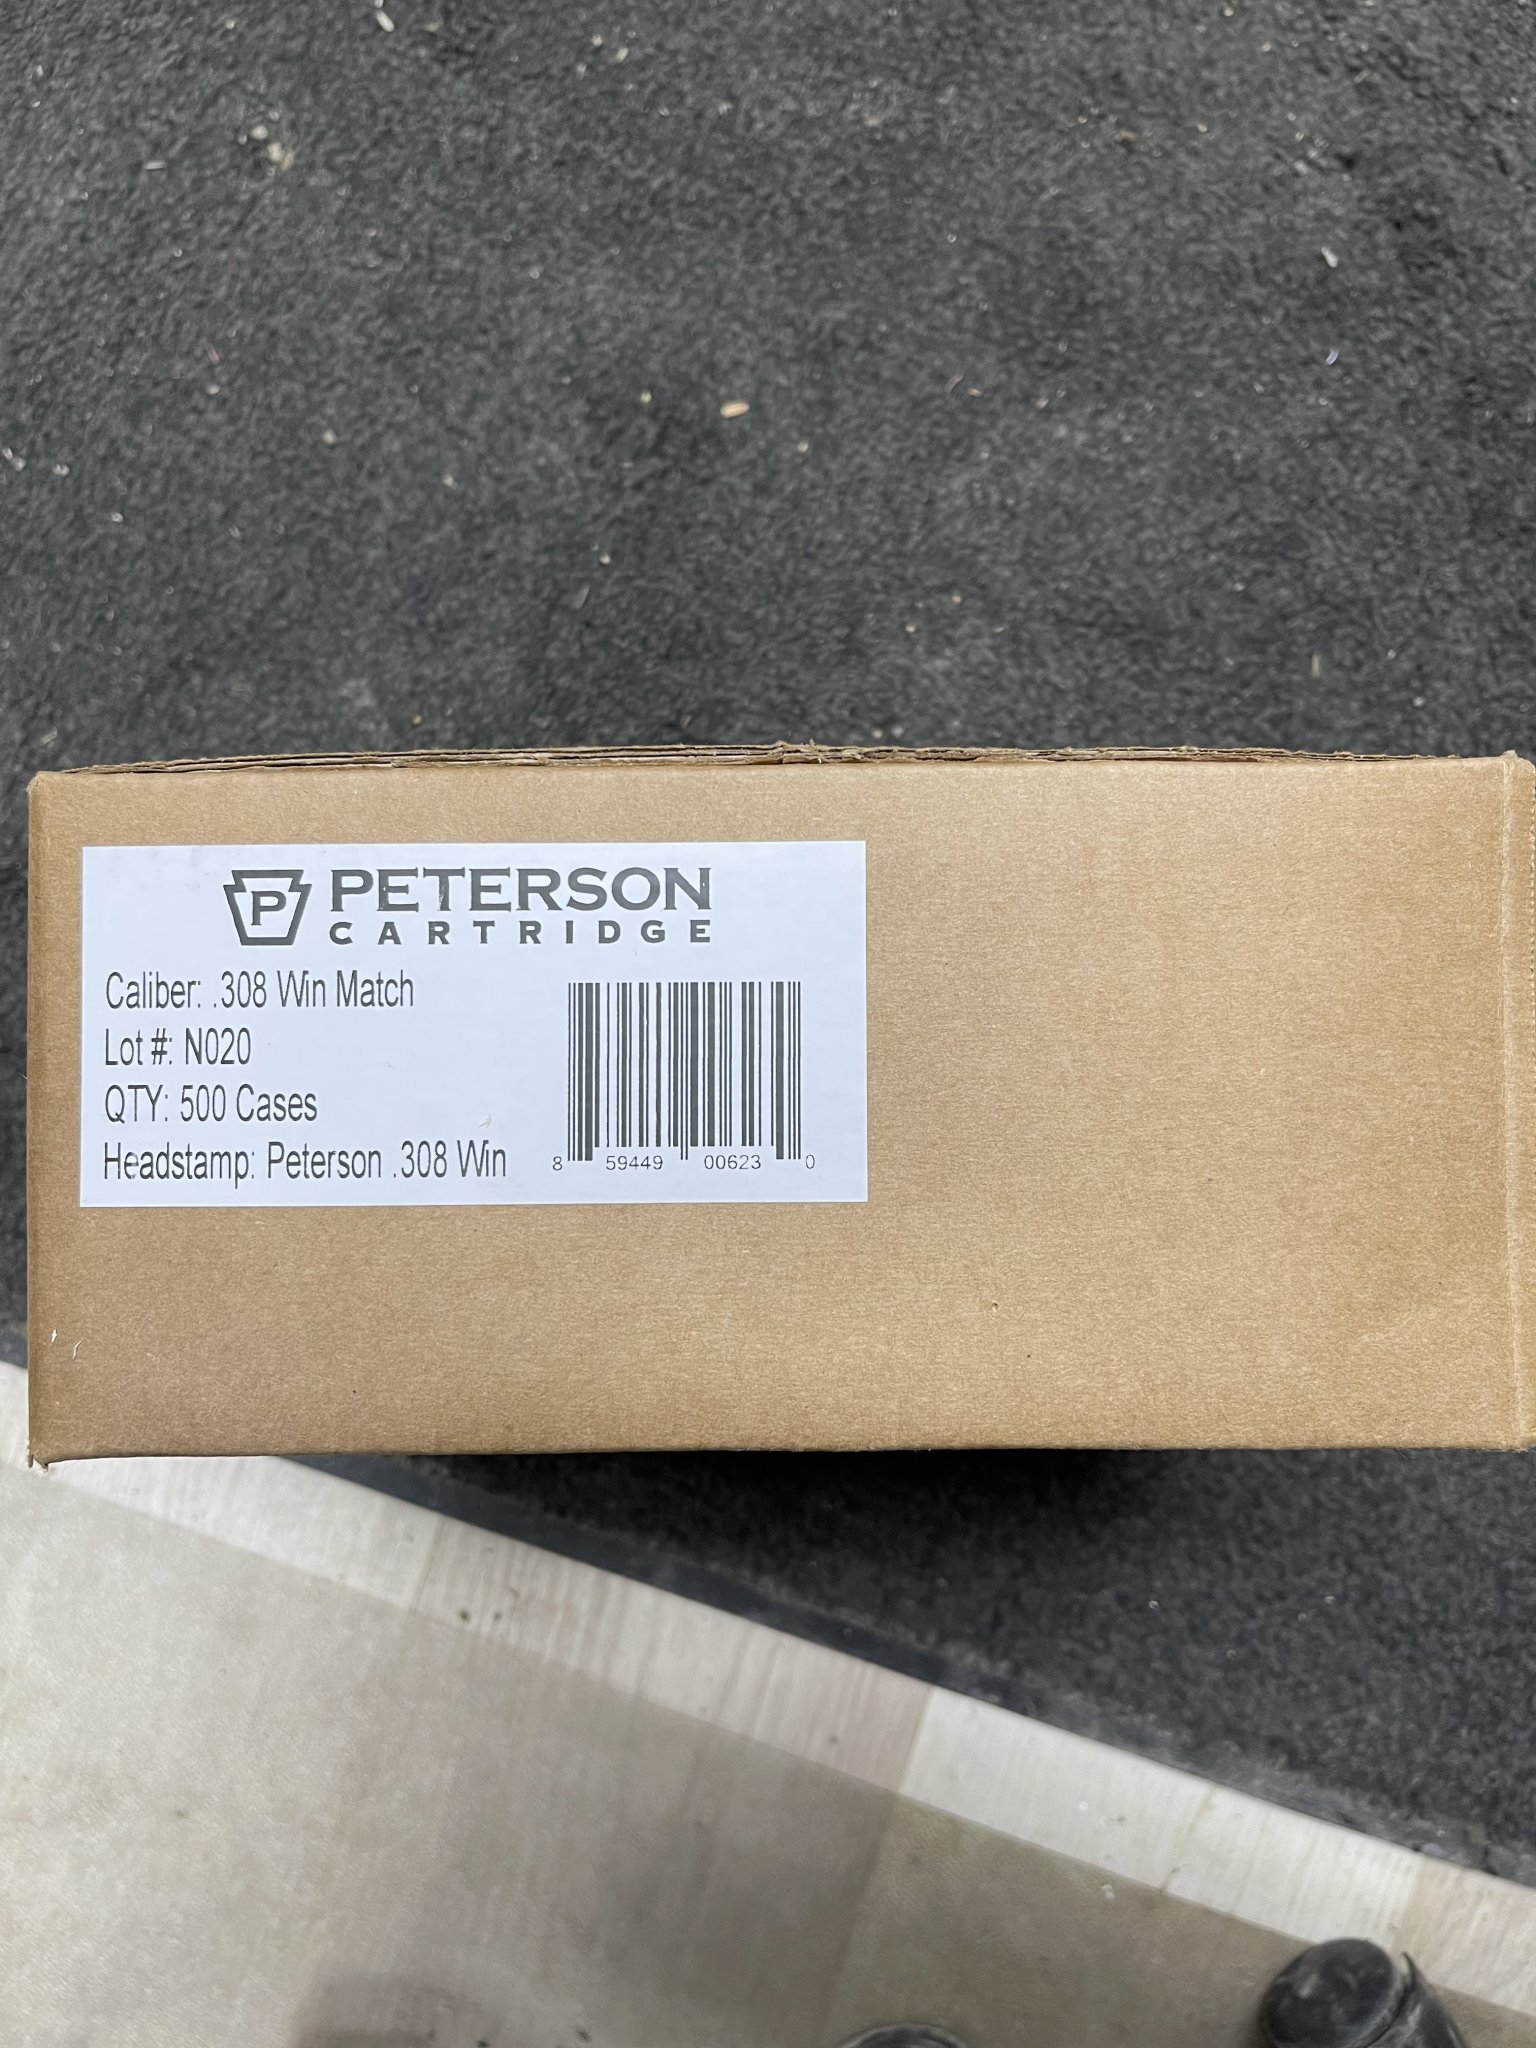 P PETERSON
CARTRIDGE
Caliber: .308 Win Match
Lot #: N020
QTY: 500 Cases
Headstamp: Peterson .308 Win
8 59449 00623 0